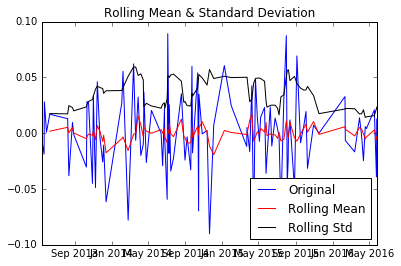 Rolling Mean & Standard Deviation
0.10
0.05
0.00
−0.05
−0.10
Sep 2013 Jan 2014 May 2014 Sep 2014 Jan 2015 May 2015 Sep 2015 Jan 2016 May 2016
Original
Rolling Mean
Rolling Std